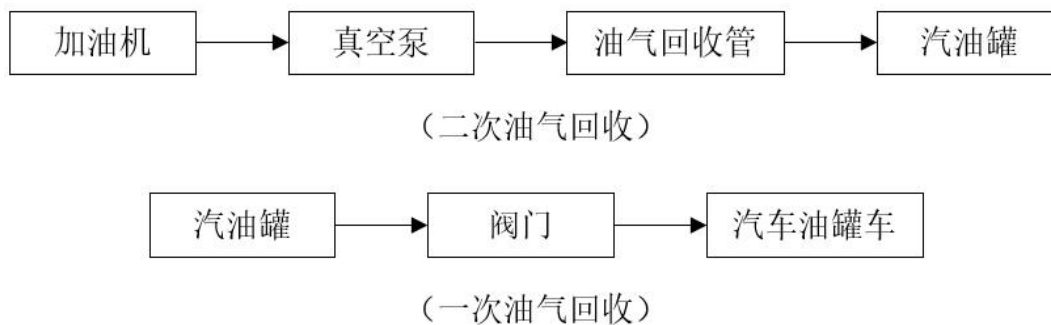 加油机 真空泵 油气回收管 汽油罐
（二次油气回收）
汽油罐 阀门 汽车油罐车
（一次油气回收）